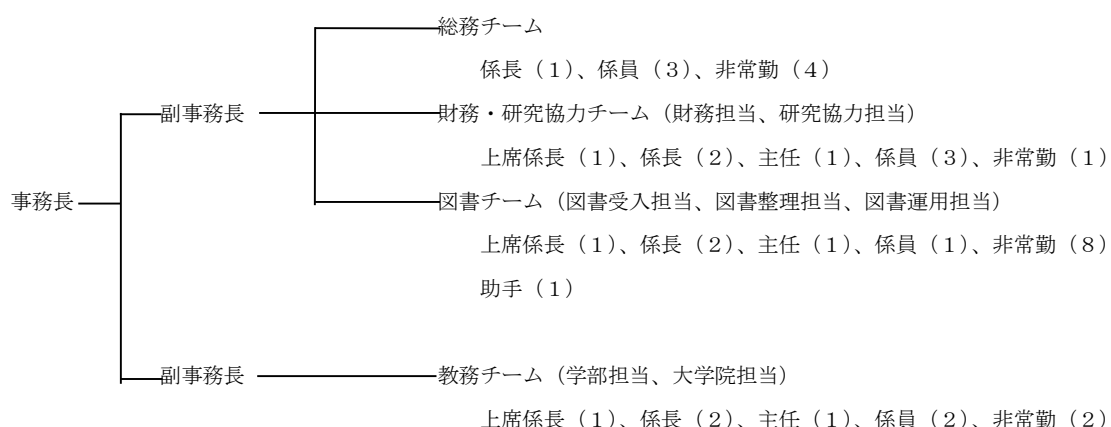 総務チーム
係長（１）、係員（３）、非常勤（４）
副事務長
財務・研究協力チーム（財務担当、研究協力担当）
上席係長（１）、係長（２）、主任（１）、係員（３）、非常勤（１）
事務長
図書チーム（図書受入担当、図書整理担当、図書運用担当）
上席係長（１）、係長（２）、主任（１）、係員（１）、非常勤（８）
助手（１）
副事務長
教務チーム（学部担当、大学院担当）
上席係長（１）、係長（２）、主任（１）、係員（２）、非常勤（２）